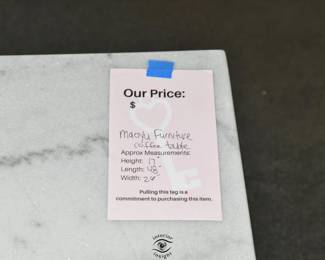 Our Price:
$
Macy's Furniture
coffee table
Approx Measurements:
Height: 17"
Length: 48"
Width: 28"
Pulling this tag is a
commitment to purchasing this item.
interior
insights